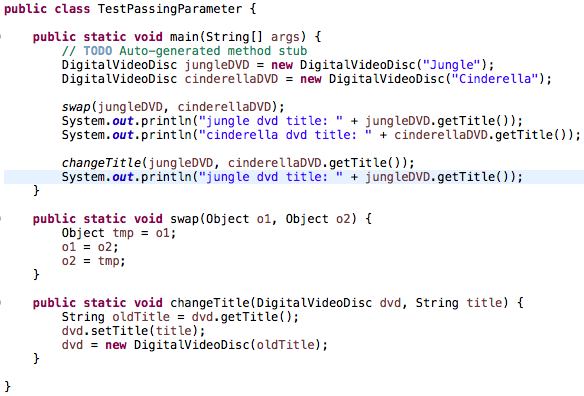 public class TestPassingParameter {
public static void main(String[] args) {
// TODO Auto-generated method stub
DigitalVideoDisc jungleDVD = new DigitalVideoDisc("Jungle");
DigitalVideoDisc cinderellaDVD = new DigitalVideoDisc("Cinderella");
swap(jungleDVD, cinderellaDVD);
System.out.println("jungle dvd title: " + jungleDVD.getTitle());
System.out.println("cinderella dvd title: " + cinderellaDVD.getTitle());
changeTitle(jungleDVD, cinderellaDVD.getTitle());
System.out.println("jungle dvd title: " + jungleDVD.getTitle());
}
public static void swap(Object o1, Object o2) {
Object tmp = o1;
o1 = o2;
o2 = tmp;
}
public static void changeTitle(DigitalVideoDisc dvd, String title) {
String oldTitle = dvd.getTitle();
dvd.setTitle(title);
dvd = new DigitalVideoDisc(oldTitle);
}
}